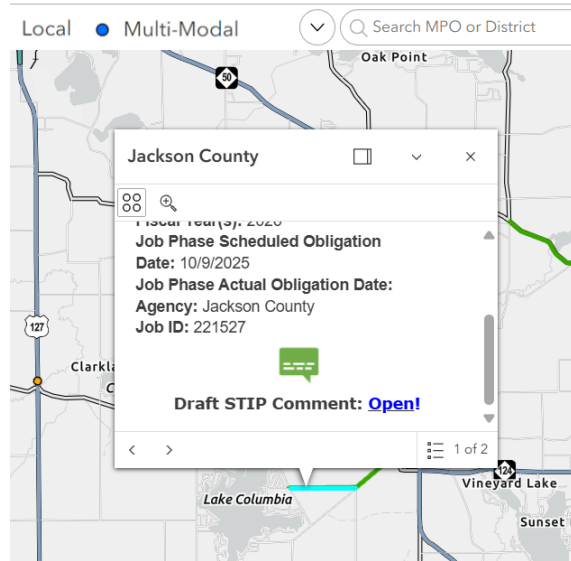 Local
Multi-Modal
Search MPO or District
Oak Point
50
Jackson County
Job Phase Scheduled Obligation
Date: 10/9/2025
Job Phase Actual Obligation Date:
Agency: Jackson County
Job ID: 221527
127
Draft STIP Comment: Open!
1 of 2
124
Vineyard Lake
Lake Columbia
Sunset